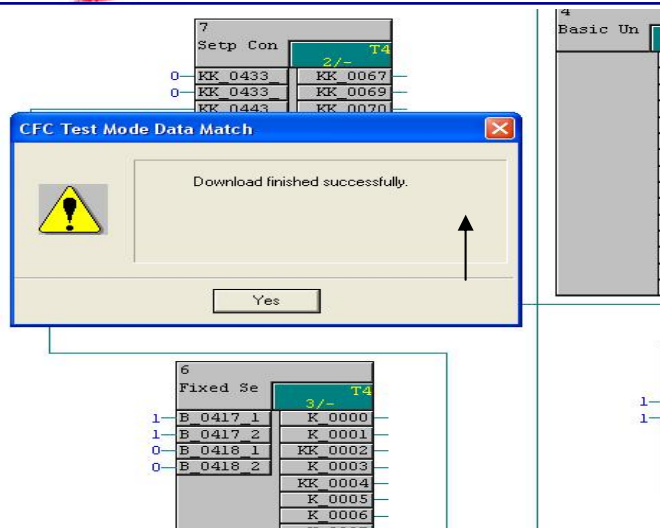 7
Setp Con
T4
2/-
0 KK_0433_ KK_0067
0 KK_0433_ KK_0069
KK_0443 KK_0070
4
Basic Un
CFC Test Mode Data Match
Download finished successfully.
Yes
6
Fixed Se
T4
3/-
1 B_0417_1 K_0000
1 B_0417_2 K_0001
0 B_0418_1 KK_0002
0 B_0418_2 K_0003
KK_0004
K_0005
K_0006
1
1